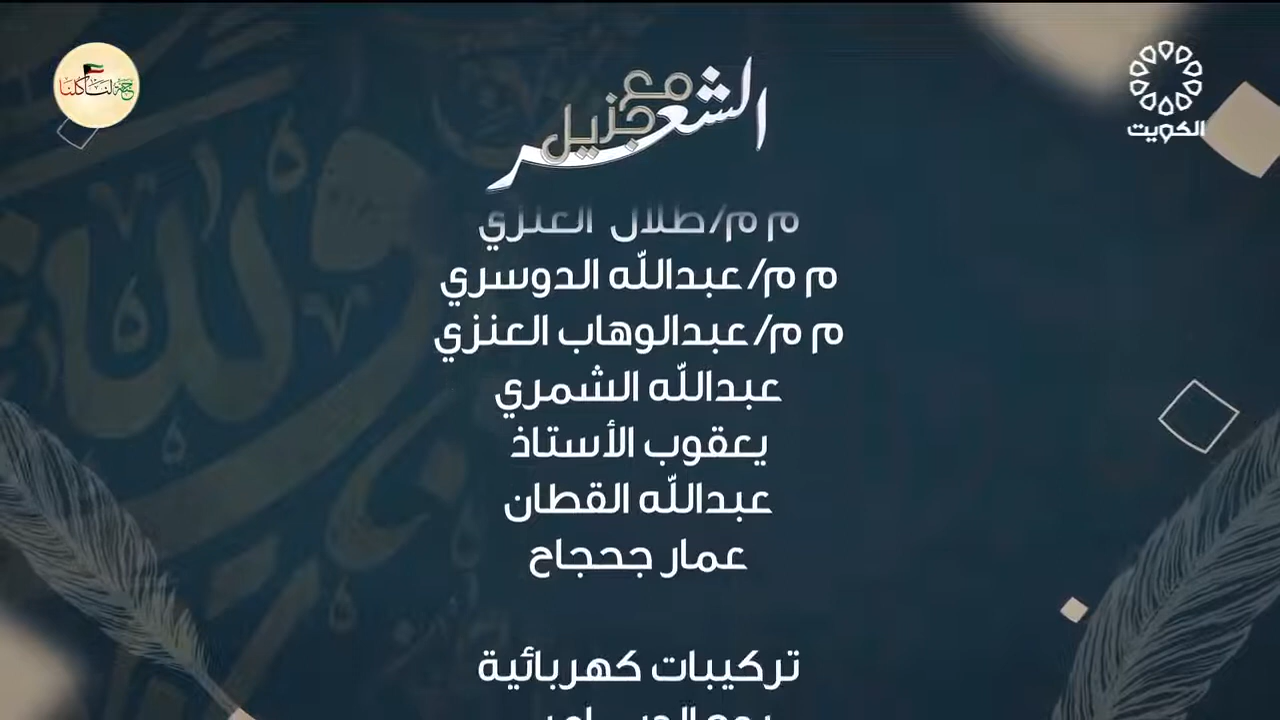 مع جزيل الشعر
الكويت
م م/طلال العنزي
م م/عبدالله الدوسري
م م/عبدالوهاب العنزي
عبدالله الشمري
يعقوب الأستاذ
عبدالله القطان
عمار جحجاح
تركيبات كهربائية